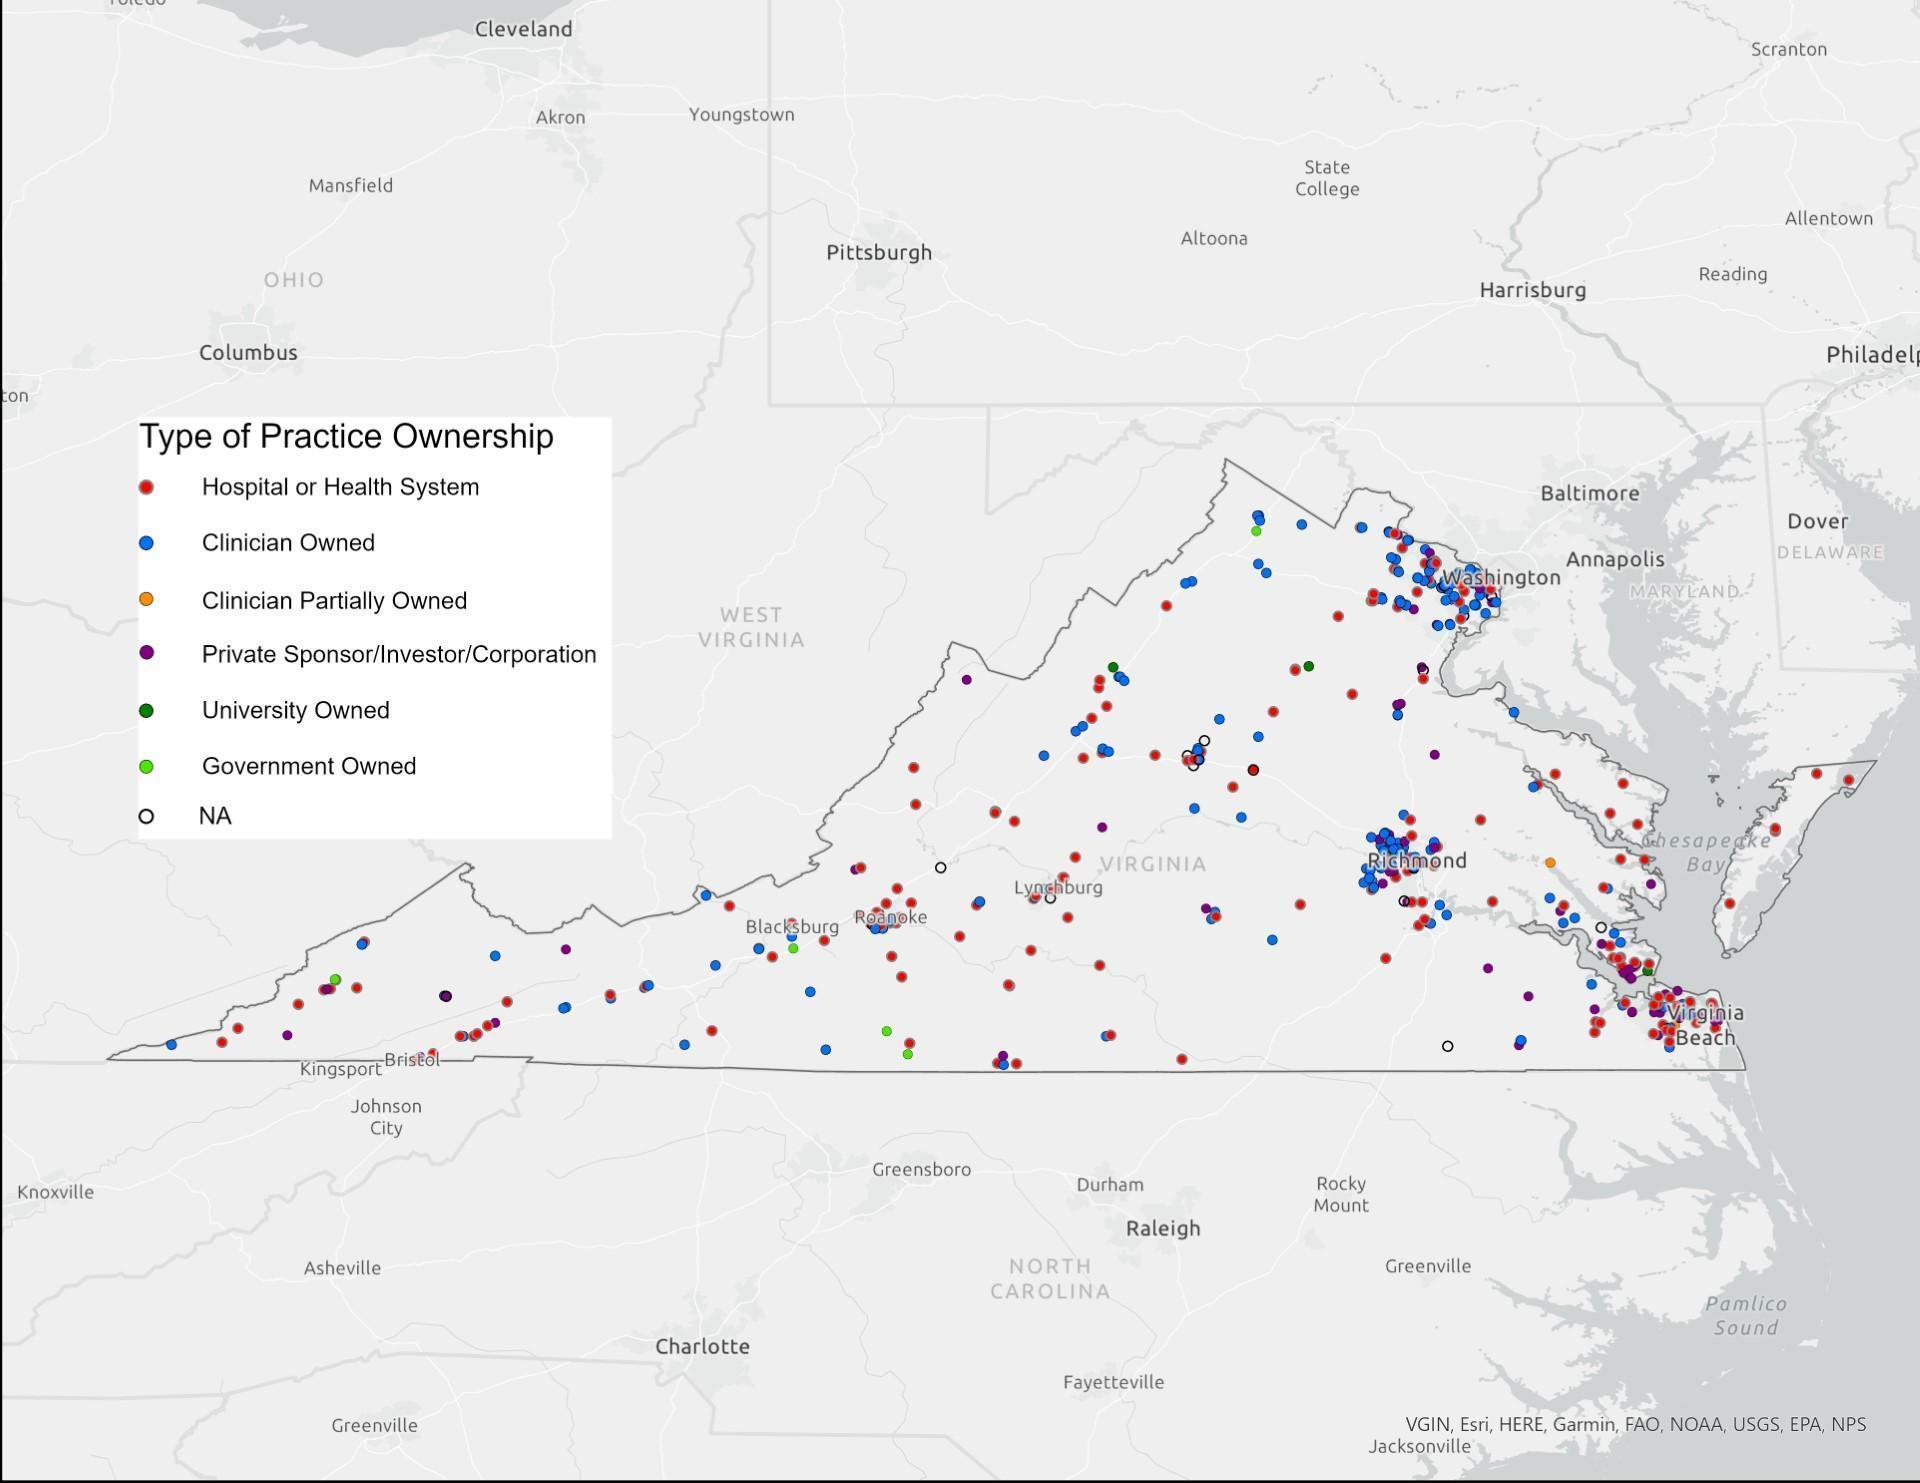 Toledo
Cleveland
Scranton
Akron
Youngstown
State
College
Mansfield
Allentown
Altoona
Pittsburgh
Reading
OHIO
Harrisburg
Columbus
Philadelp
ton
Type of Practice Ownership
Hospital or Health System
Clinician Owned
Clinician Partially Owned
Private Sponsor/Investor/Corporation
University Owned
Government Owned
NA
Baltimore
Dover
DELAWARE
Annapolis
Washington
MARYLAND
WEST
VIRGINIA
Chesapeake
Bay
VIRGINIA
Richmond
Lynchburg
Roanoke
Blacksburg
Virginia
Beach
Bristol
Kingsport
Johnson
City
Greensboro
Durham
Rocky
Mount
Knoxville
Raleigh
Asheville
NORTH
CAROLINA
Greenville
Pamlico
Sound
Charlotte
Fayetteville
Greenville
VGIN, Esri, HERE, Garmin, FAO, NOAA, USGS, EPA, NPS
Jacksonville